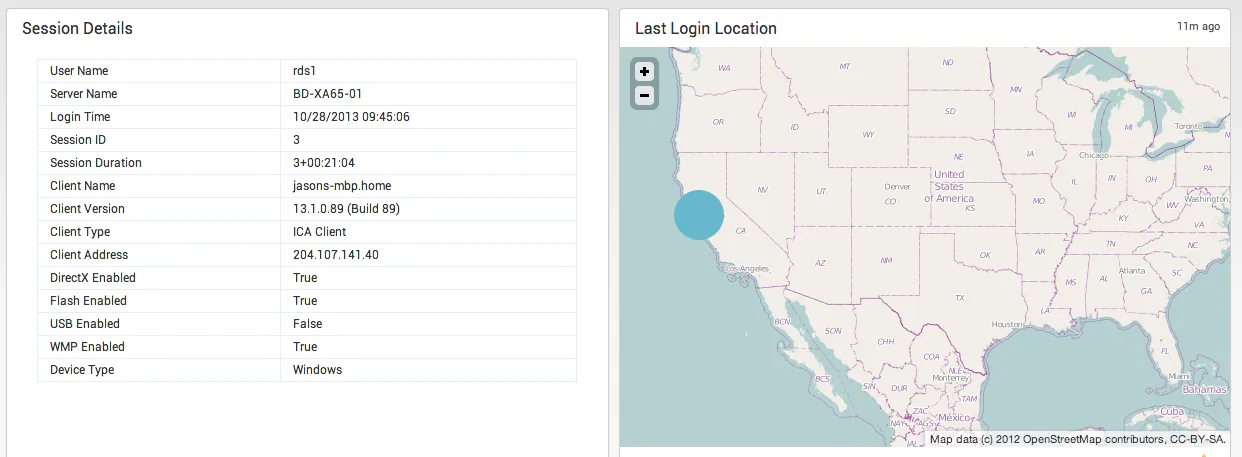 Session Details
User Name rds1
Server Name BD-XA65-01
Login Time 10/28/2013 09:45:06
Session ID 3
Session Duration 3+00:21:04
Client Name jasons-mbp.home
Client Version 13.1.0.89 (Build 89)
Client Type ICA Client
Client Address 204.107.141.40
DirectX Enabled True
Flash Enabled True
USB Enabled False
WMP Enabled True
Device Type Windows
Last Login Location 11m ago
+
−
WA
MT
ND
MN
OR
ID
SD
WI
MI
Toronto
WY
IA
Chicago
NE
PA
NV
UT
Denver
CO
United
States
of America
KS
IL
IN
OH
MO
WV
Washington,
KY
VA
CA
Los Angeles
AZ
NM
OK
AR
TN
NC
MS
AL
Atlanta
GA
SC
TX
LA
Houston
BCN
SON
CHH
COA
FL
BCS
SIN
DUR
NLE
Monterrey
TAM
Miami
Bahamas
ZAC
NAY
AGS
Mexico
Cuba
JAL
Map data (c) 2012 OpenStreetMap contributors, CC-BY-SA.